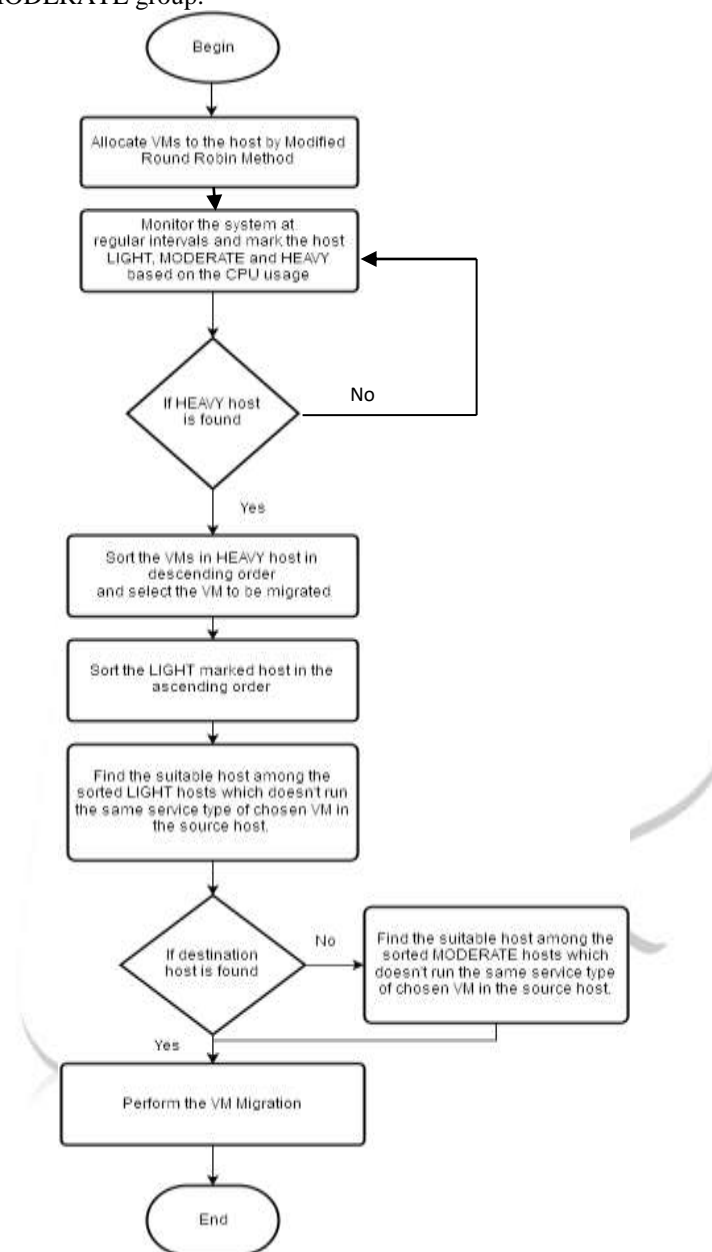 MODERATE group.
Begin
Allocate VMs to the host by Modified
Round Robin Method
Monitor the system at
regular intervals and mark the host
LIGHT, MODERATE and HEAVY
based on the CPU usage
If HEAVY host
is found
No
Yes
Sort the VMs in HEAVY host in
descending order
and select the VM to be migrated
Sort the LIGHT marked host in the
ascending order
Find the suitable host among the
sorted LIGHT hosts which doesn't run
the same service type of chosen VM in
the source host.
If destination
host is found
No
Find the suitable host among the
sorted MODERATE hosts which
doesn't run the same service type
of chosen VM in the source host.
Yes
Perform the VM Migration
End